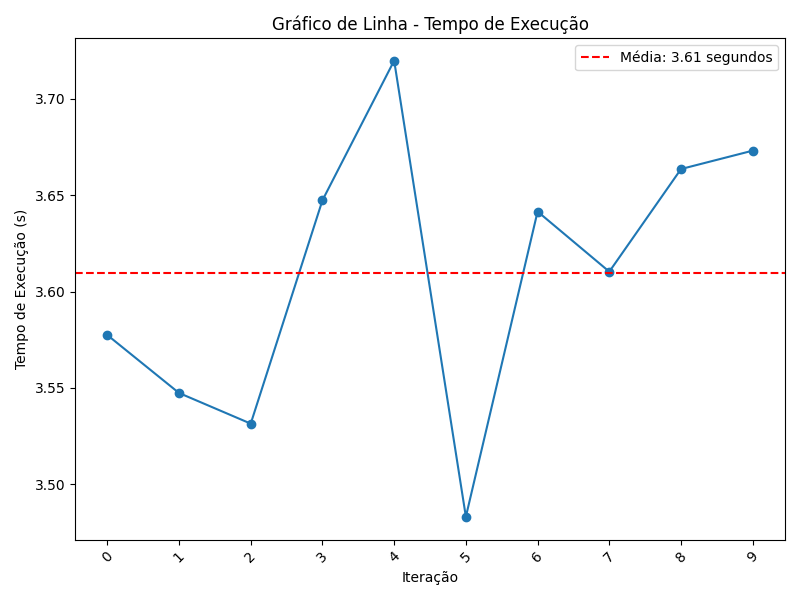 Gráfico de Linha - Tempo de Execução
Média: 3.61 segundos
Tempo de Execução (s)
3.70
3.65
3.60
3.55
3.50
0 1 2 3 4 5 6 7 8 9
Iteração